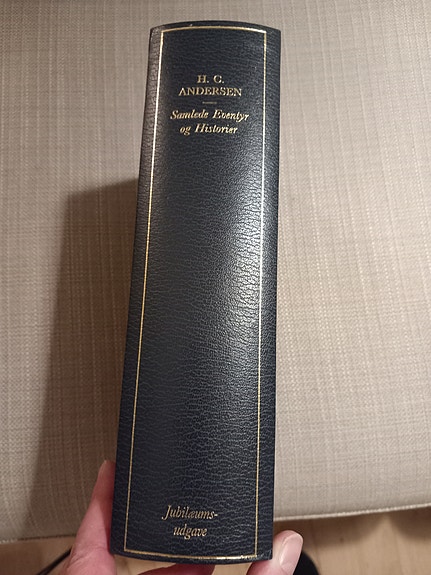 H. C.
ANDERSEN
Samlede Eventyr
og Historier
Jubilæums-
udgave